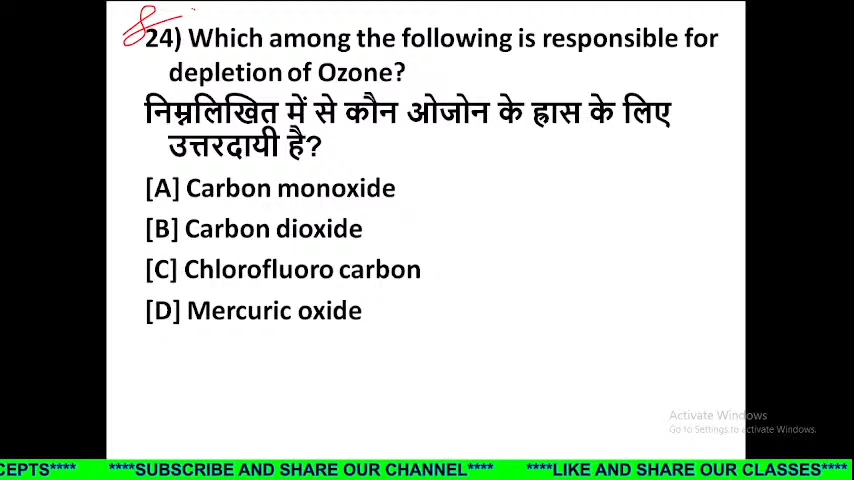 24) Which among the following is responsible for
depletion of Ozone?
निम्नलिखित में से कौन ओजोन के ह्रास के लिए
उत्तरदायी है?
[A] Carbon monoxide
[B] Carbon dioxide
[C] Chlorofluoro carbon
[D] Mercuric oxide
Activate Windows
Go to Settings to activate Windows.
CEPTS**** ****SUBSCRIBE AND SHARE OUR CHANNEL**** ****LIKE AND SHARE OUR CLASSES****